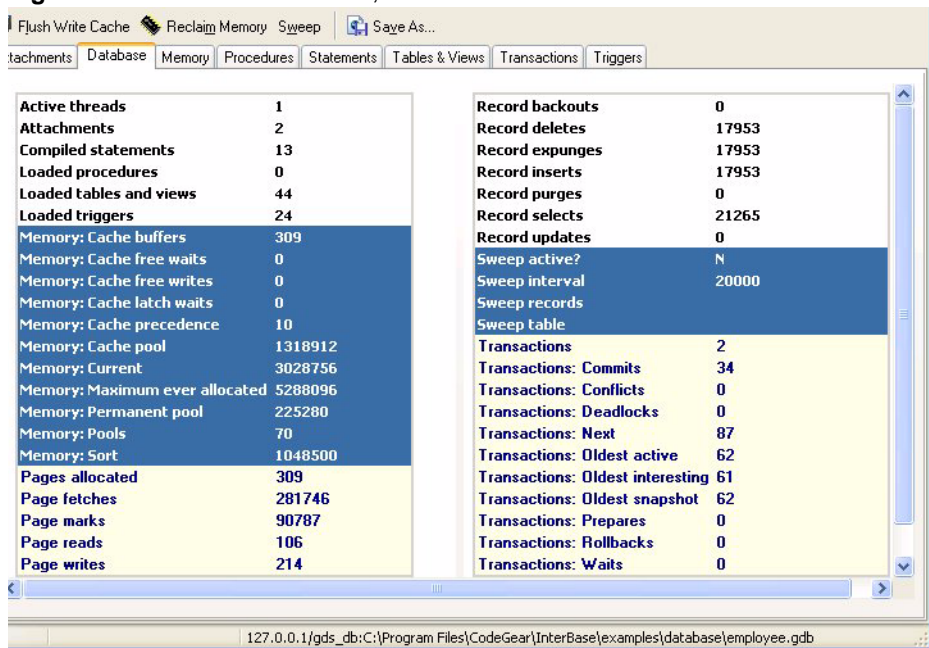 Flush Write Cache Reclaim Memory Sweep Save As...
ttachments Database Memory Procedures Statements Tables & Views Transactions Triggers
Active threads 1
Attachments 2
Compiled statements 13
Loaded procedures 0
Loaded tables and views 44
Loaded triggers 24
Memory: Cache buffers 309
Memory: Cache free waits 0
Memory: Cache free writes 0
Memory: Cache latch waits 0
Memory: Cache precedence 10
Memory: Cache pool 1318912
Memory: Current 3028756
Memory: Maximum ever allocated 5288096
Memory: Permanent pool 225280
Memory: Pools 70
Memory: Sort 1048500
Pages allocated 309
Page fetches 281746
Page marks 90787
Page reads 106
Page writes 214
Record backouts 0
Record deletes 17953
Record expunges 17953
Record inserts 17953
Record purges 0
Record selects 21265
Record updates 0
Sweep active? N
Sweep interval 20000
Sweep records
Sweep table
Transactions 2
Transactions: Commits 34
Transactions: Conflicts 0
Transactions: Deadlocks 0
Transactions: Next 87
Transactions: Oldest active 62
Transactions: Oldest interesting 61
Transactions: Oldest snapshot 62
Transactions: Prepares 0
Transactions: Rollbacks 0
Transactions: Waits 0
127.0.0.1/gds_db:C:\Program Files\CodeGear\InterBase\examples\database\employee.gdb